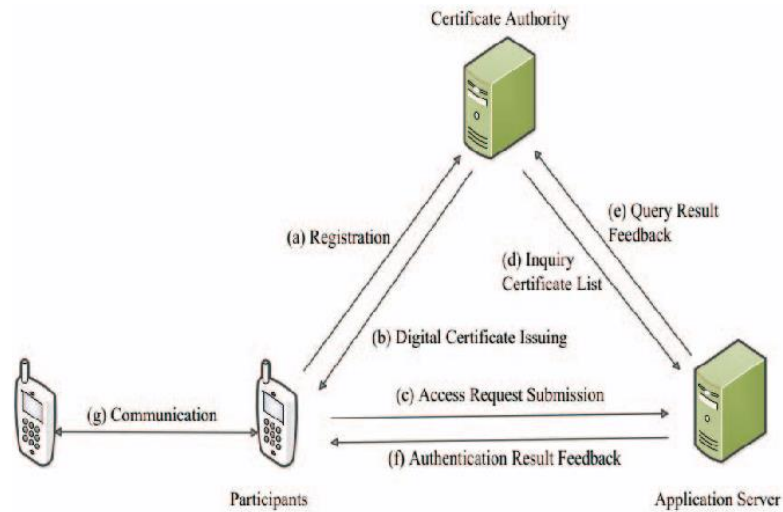 Certificate Authority
(a) Registration
(e) Query Result
Feedback
(d) Inquiry
Certificate List
(b) Digital Certificate Issuing
(c) Access Request Submission
(g) Communication
(f) Authentication Result Feedback
Participants
Application Server